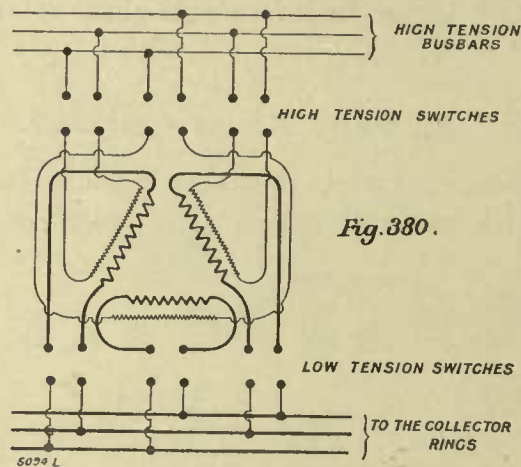 HIGH TENSION
BUSBARS
HIGH TENSION SWITCHES
Fig. 380.
LOW TENSION SWITCHES
TO THE COLLECTOR
RINGS
5094 L